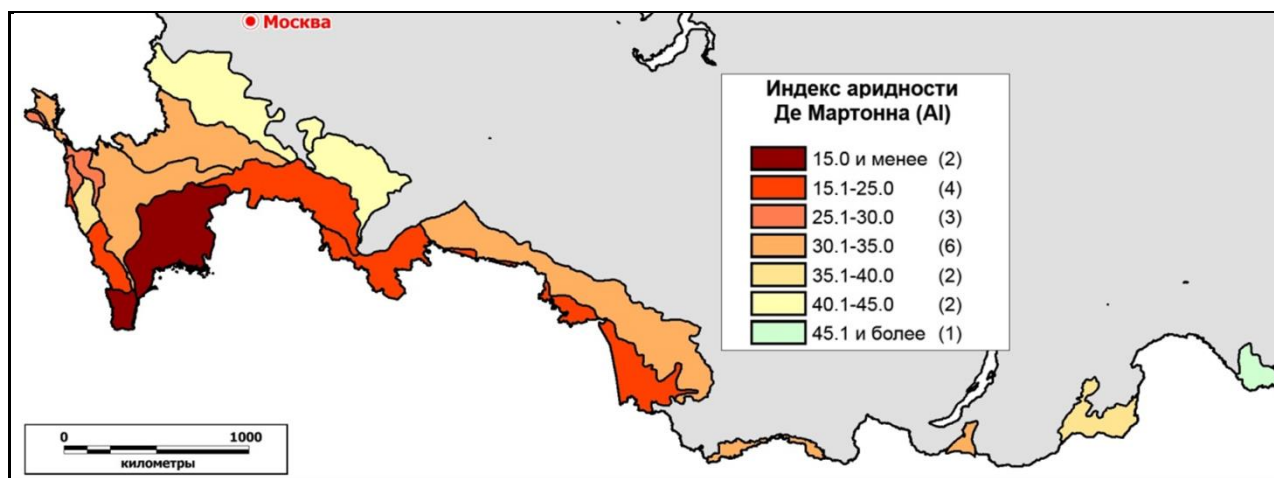 Москва
Индекс аридности
Де Мартонна (AI)
15.0 и менее (2)
15.1-25.0 (4)
25.1-30.0 (3)
30.1-35.0 (6)
35.1-40.0 (2)
40.1-45.0 (2)
45.1 и более (1)
0 1000
километры